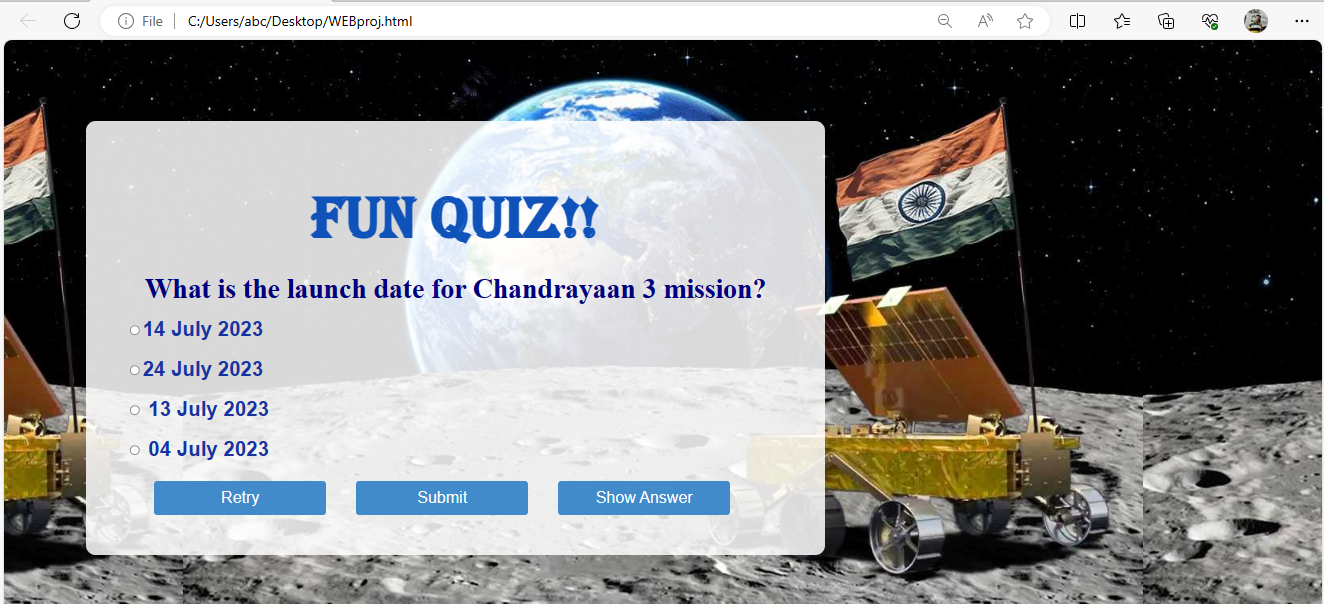 File C:/Users/abc/Desktop/WEBproj.html
FUN QUIZ!!
What is the launch date for Chandrayaan 3 mission?
14 July 2023
24 July 2023
13 July 2023
04 July 2023
Retry Submit Show Answer